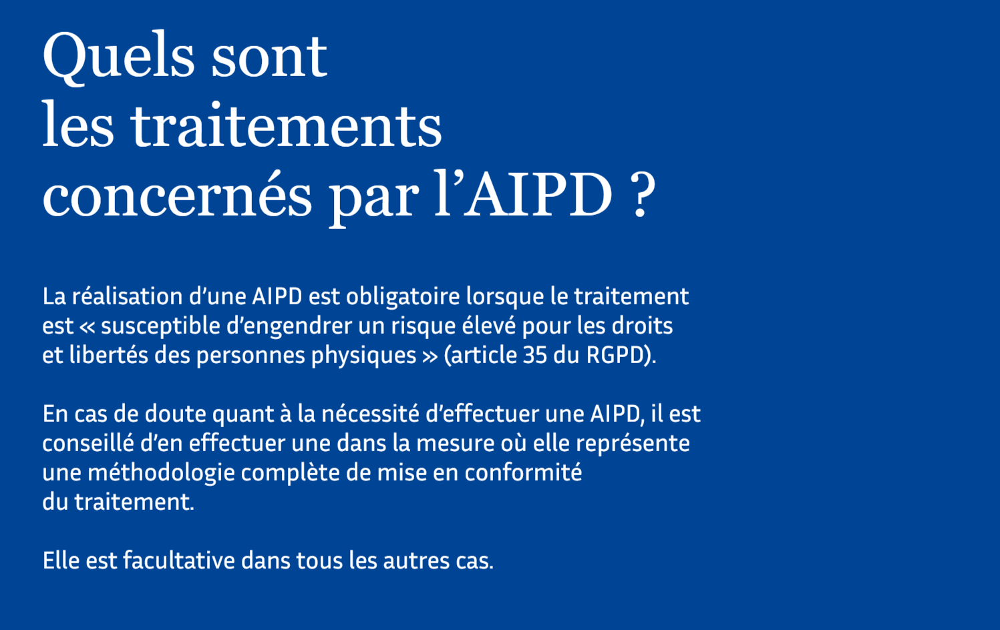 Quels sont
les traitements
concernés par l’AIPD ?
La réalisation d’une AIPD est obligatoire lorsque le traitement
est « susceptible d’engendrer un risque élevé pour les droits
et libertés des personnes physiques » (article 35 du RGPD).
En cas de doute quant à la nécessité d’effectuer une AIPD, il est
conseillé d’en effectuer une dans la mesure où elle représente
une méthodologie complète de mise en conformité
du traitement.
Elle est facultative dans tous les autres cas.